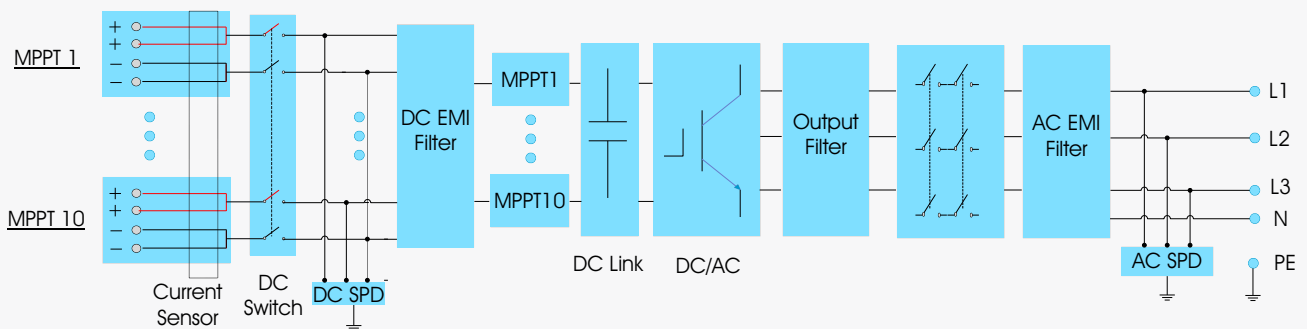 MPPT 1
+
+
−
−
MPPT 10
+
+
−
−
Current
Sensor
DC
Switch
DC SPD
DC EMI
Filter
MPPT1
MPPT10
DC Link
DC/AC
Output
Filter
AC EMI
Filter
L1
L2
L3
N
AC SPD
PE